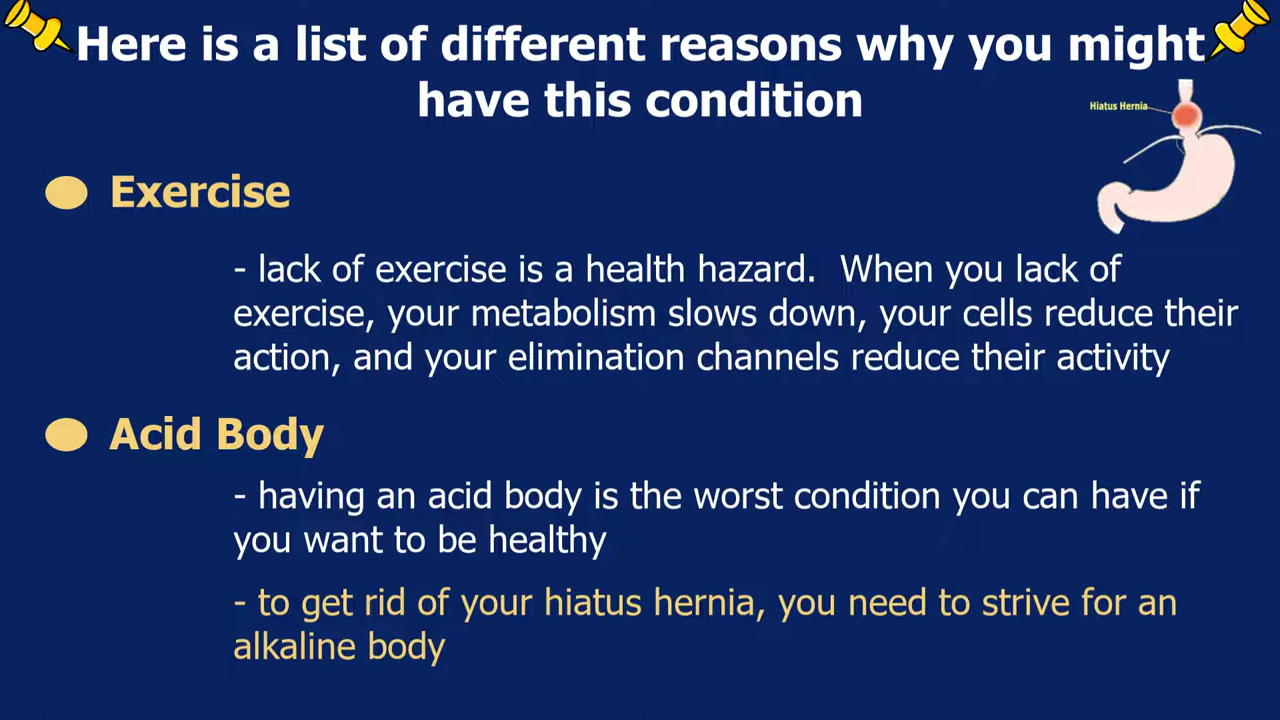 Here is a list of different reasons why you might
have this condition
Hiatus Hernia
Exercise
- lack of exercise is a health hazard.  When you lack of
exercise, your metabolism slows down, your cells reduce their
action, and your elimination channels reduce their activity
Acid Body
- having an acid body is the worst condition you can have if
you want to be healthy
- to get rid of your hiatus hernia, you need to strive for an
alkaline body